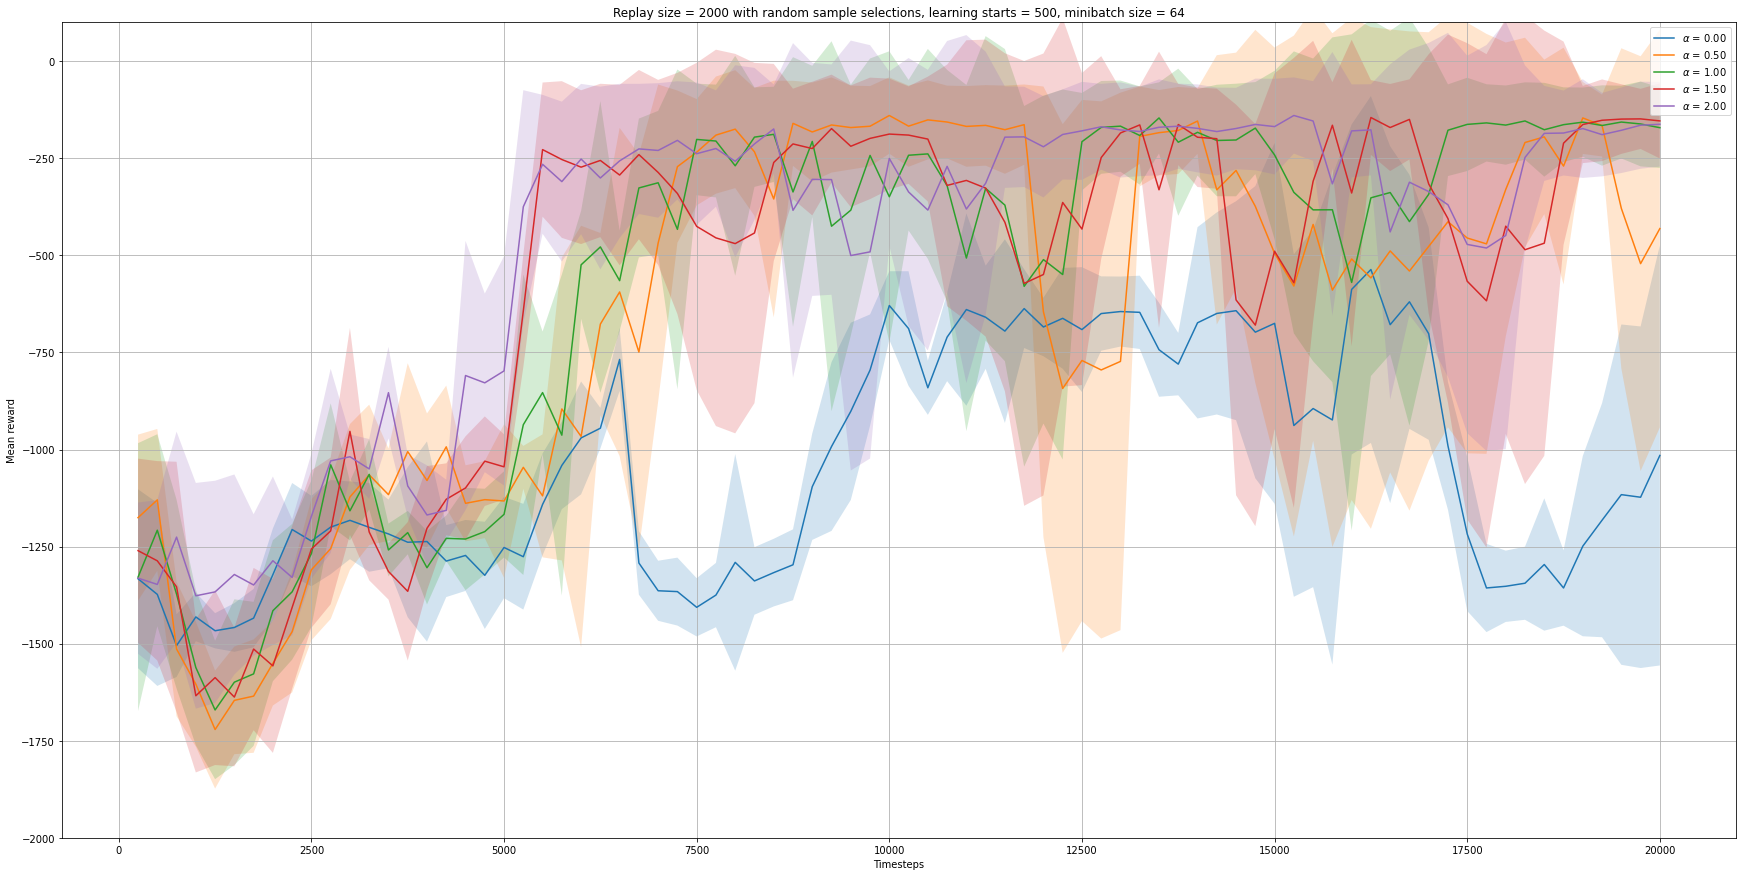 Replay size = 2000 with random sample selections, learning starts = 500, minibatch size = 64
α = 0.00
α = 0.50
α = 1.00
α = 1.50
α = 2.00
Mean reward
0
−250
−500
−750
−1000
−1250
−1500
−1750
−2000
0 2500 5000 7500 10000 12500 15000 17500 20000
Timesteps